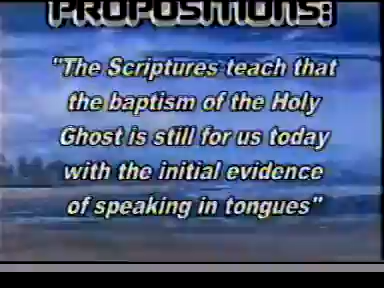 PROPOSITIONS:
"The Scriptures teach that
the baptism of the Holy
Ghost is still for us today
with the initial evidence
of speaking in tongues"